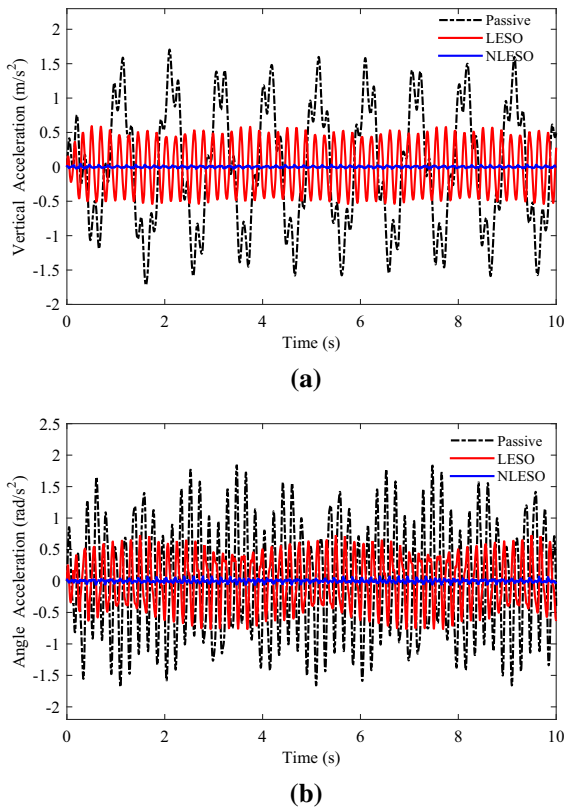 Passive
LESO
NLESO
Vertical Acceleration (m/s²)
2
1.5
1
0.5
0
-0.5
-1
-1.5
-2
0
2
4
6
8
10
Time (s)
(a)
Passive
LESO
NLESO
Angle Acceleration (rad/s²)
2.5
2
1.5
1
0.5
0
-0.5
-1
-1.5
-2
0
2
4
6
8
10
Time (s)
(b)